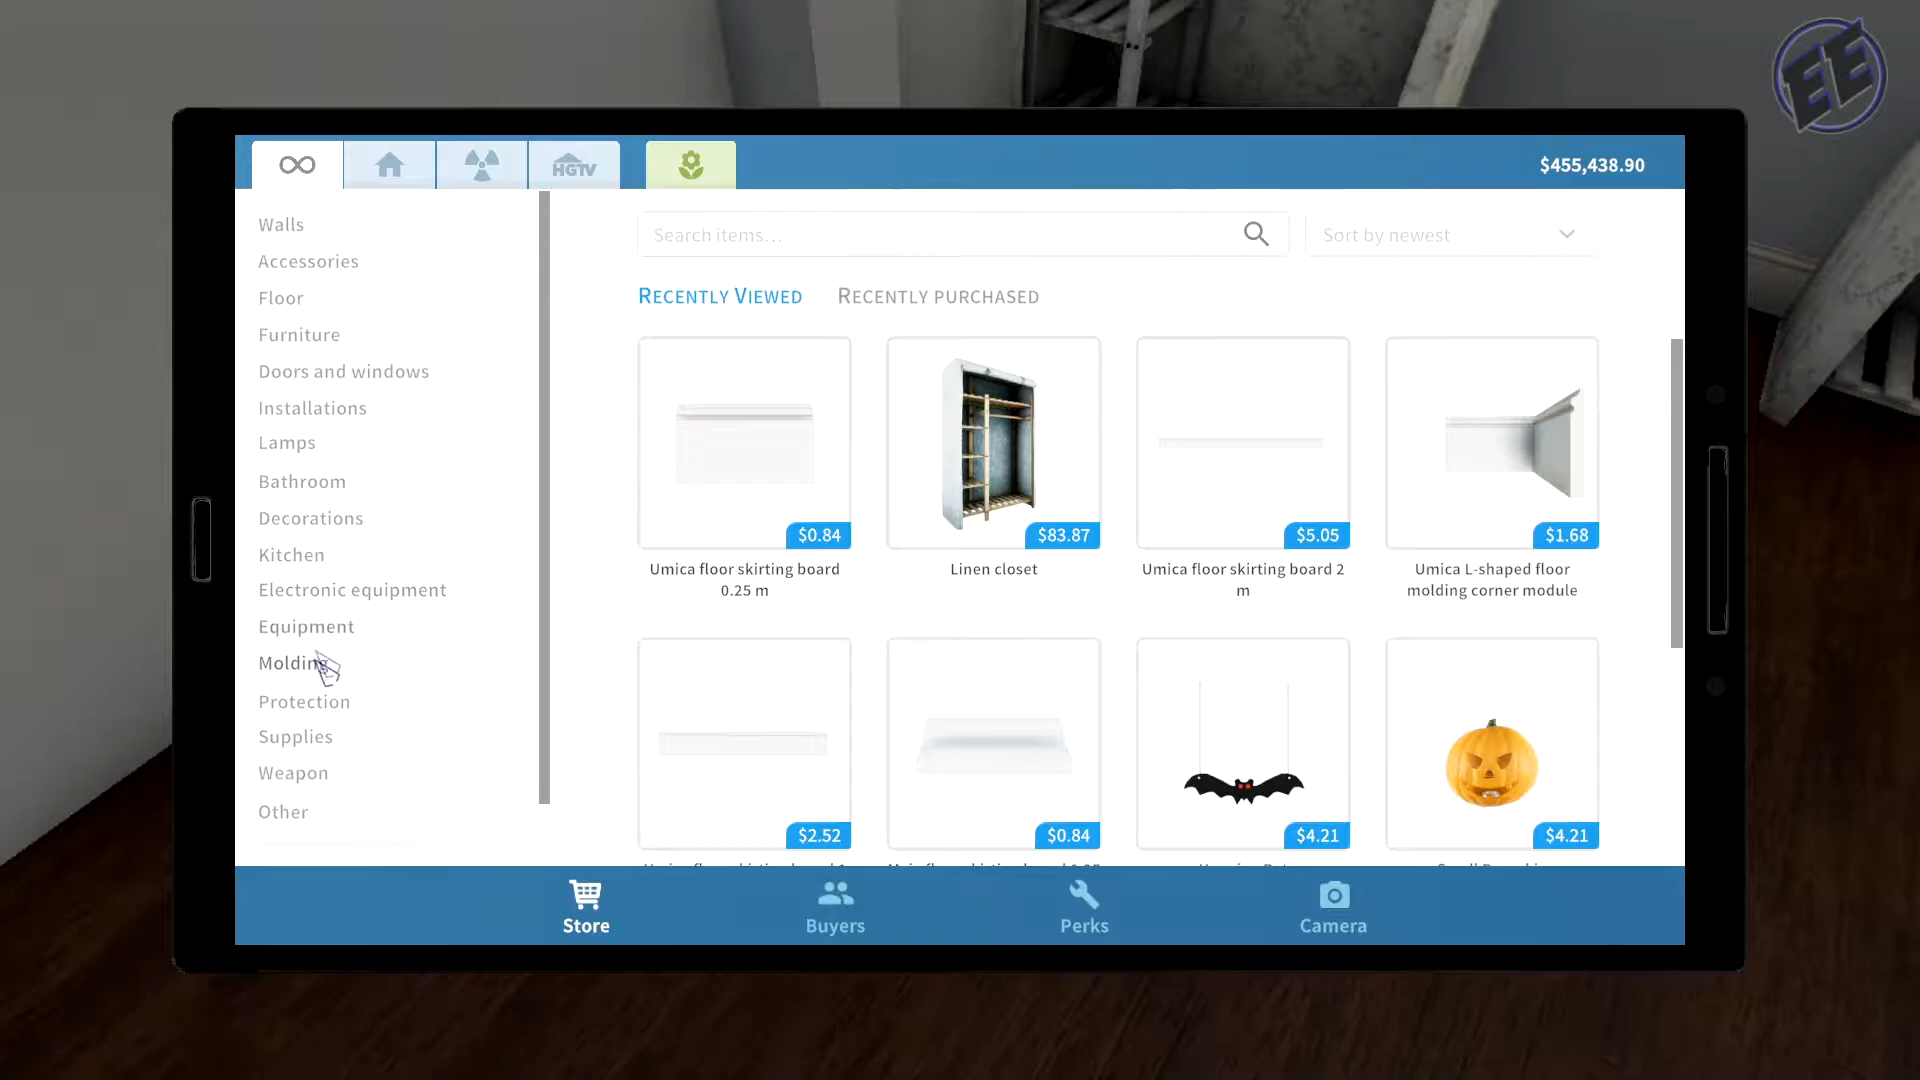 EE
HGTV
$455,438.90
Walls
Accessories
Floor
Furniture
Doors and windows
Installations
Lamps
Bathroom
Decorations
Kitchen
Electronic equipment
Equipment
Molding
Protection
Supplies
Weapon
Other
Search items...
Sort by newest
RECENTLY VIEWED
RECENTLY PURCHASED
$0.84
$83.87
$5.05
$1.68
Umica floor skirting board
0.25 m
Linen closet
Umica floor skirting board 2
m
Umica L-shaped floor
molding corner module
$2.52
$0.84
$4.21
$4.21
Store
Buyers
Perks
Camera